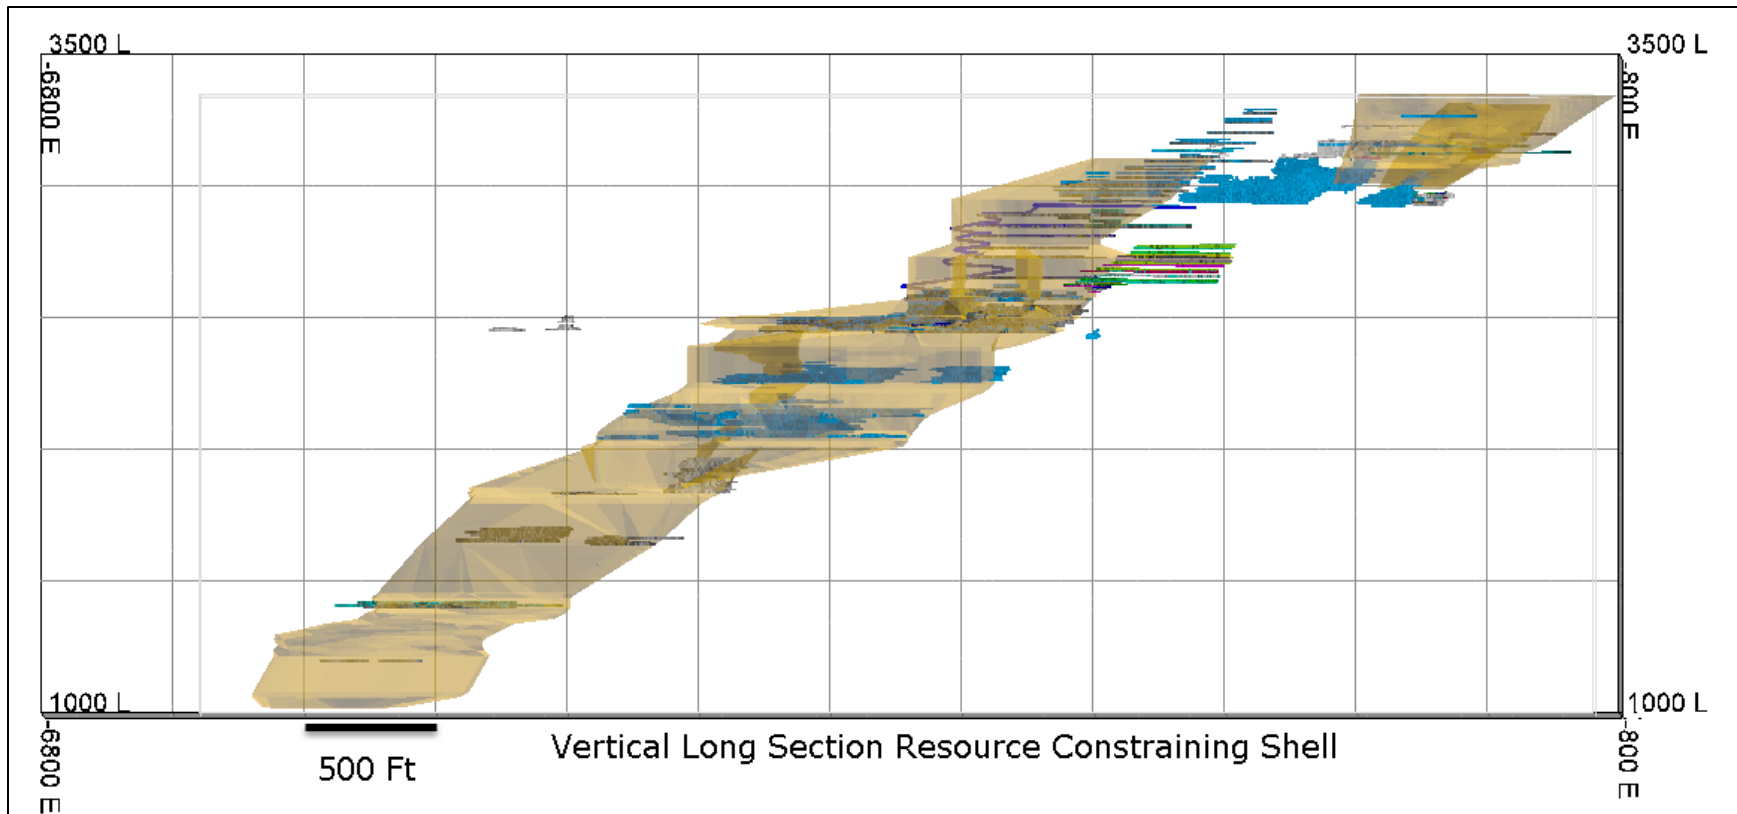 3500 L 3500 L
-6800 E -800 E
1000 L 1000 L
-6800 E -800 E
500 Ft
Vertical Long Section Resource Constraining Shell